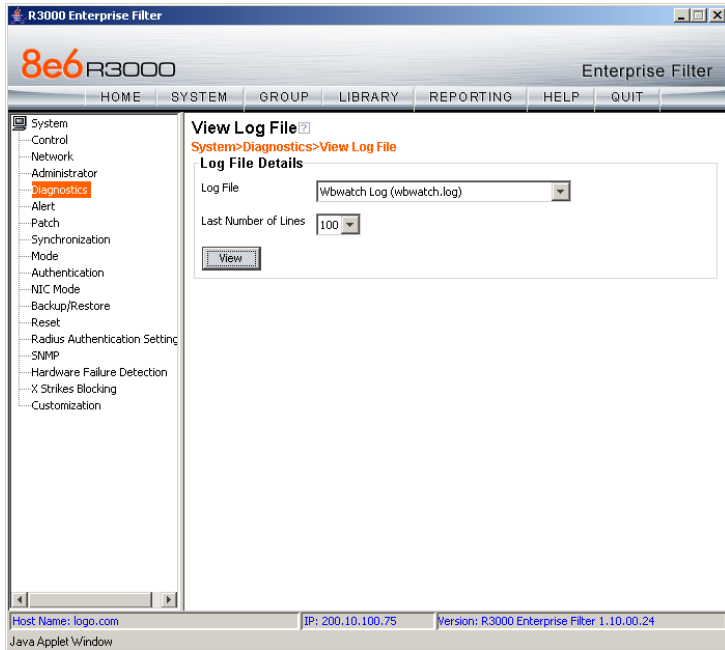 R3000 Enterprise Filter
8e6 R3000
Enterprise Filter
HOME SYSTEM GROUP LIBRARY REPORTING HELP QUIT
System
Control
Network
Administrator
Diagnostics
Alert
Patch
Synchronization
Mode
Authentication
NIC Mode
Backup/Restore
Reset
Radius Authentication Setting
SNMP
Hardware Failure Detection
X Strikes Blocking
Customization
View Log File?
System>Diagnostics>View Log File
Log File Details
Log File Wbwatch Log (wbwatch.log)
Last Number of Lines 100
View
Host Name: logo.com IP: 200.10.100.75 Version: R3000 Enterprise Filter 1.10.00.24
Java Applet Window